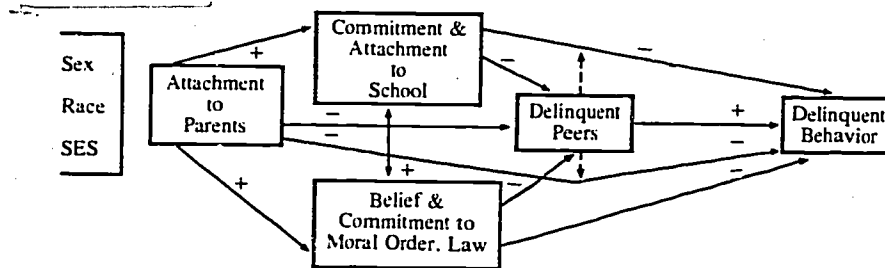 Sex
Race
SES
Attachment
to
Parents
Commitment &
Attachment
to
School
Belief &
Commitment to
Moral Order. Law
Delinquent
Peers
Delinquent
Behavior
+
+
-
-
-
+
-
-
+
-
-